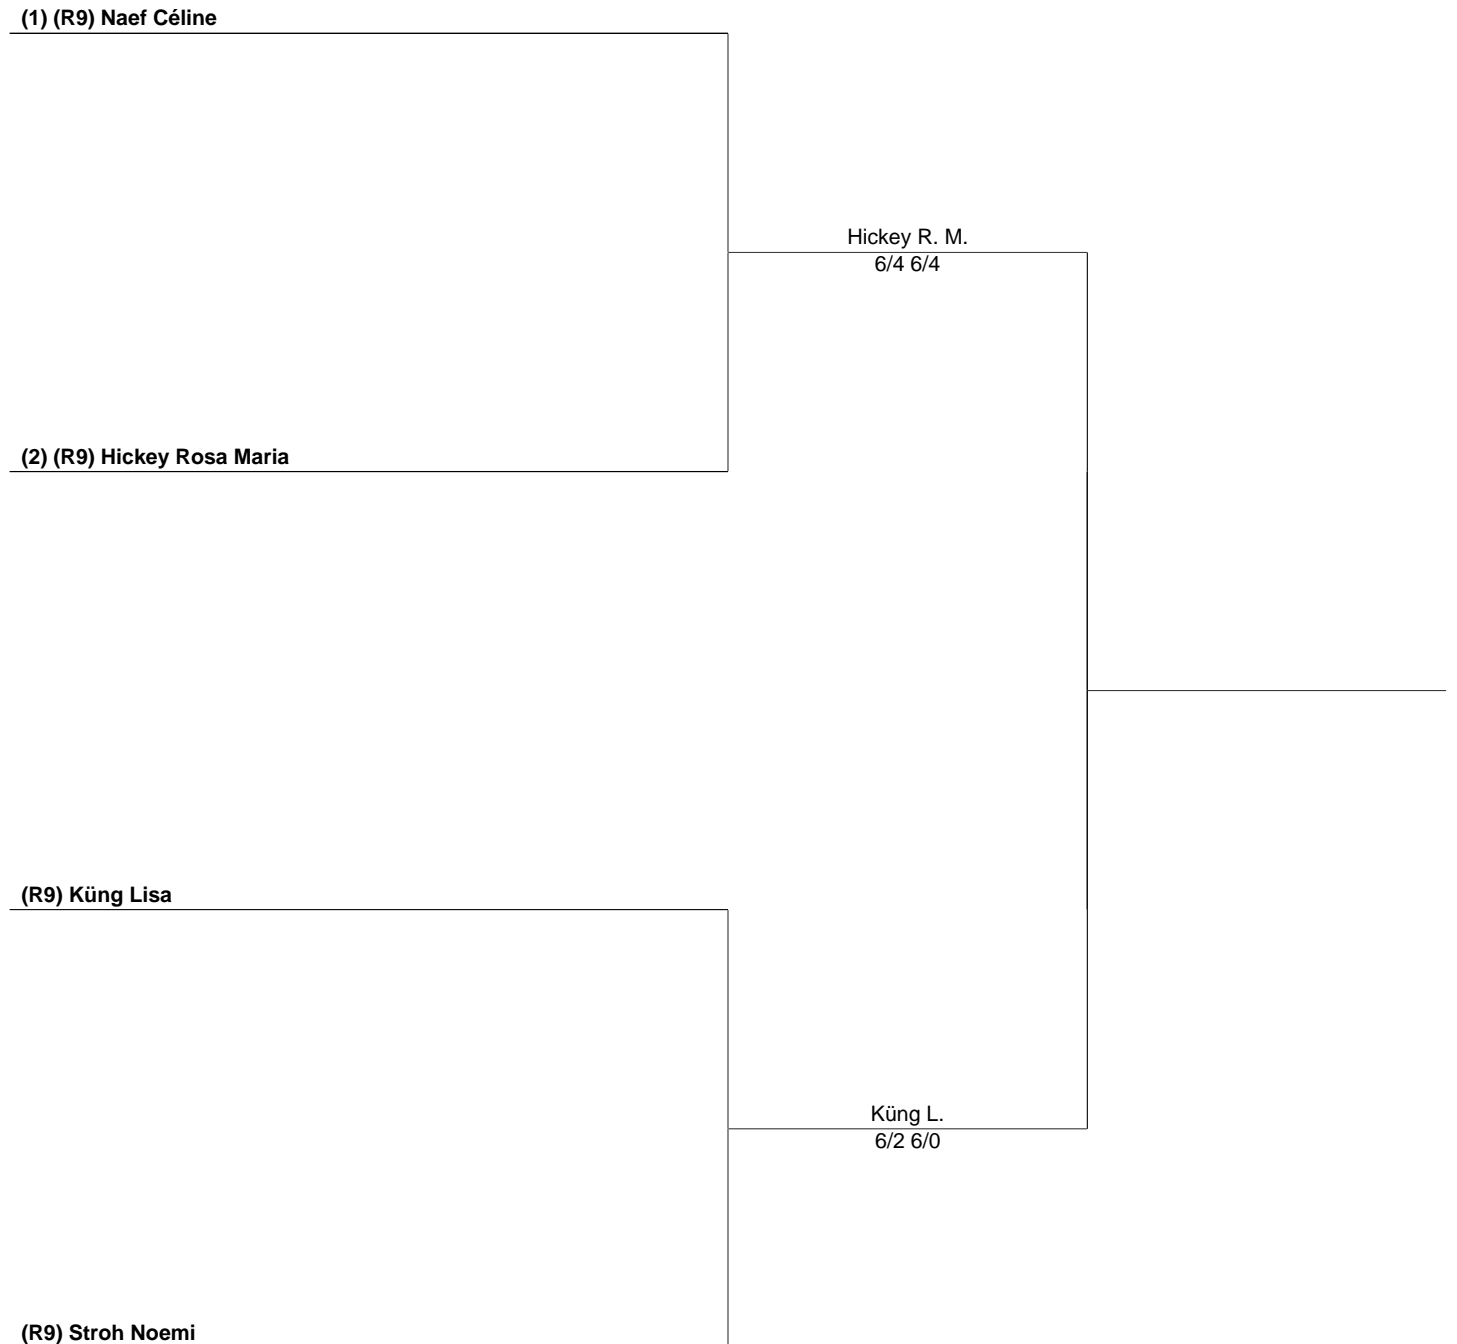 (1) (R9) Naef Céline
Hickey R. M.
6/4 6/4
(2) (R9) Hickey Rosa Maria
(R9) Küng Lisa
Küng L.
6/2 6/0
(R9) Stroh Noemi